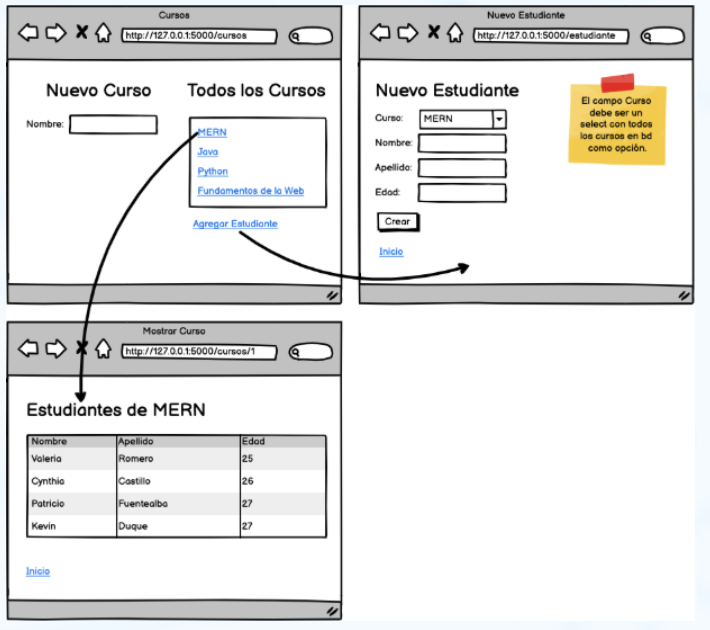 Cursos
http://127.0.0.1:5000/cursos
Nuevo Curso
Nombre:
Todos los Cursos
MERN
Java
Python
Fundamentos de la Web
Agregar Estudiante
Nuevo Estudiante
http://127.0.0.1:5000/estudiante
Nuevo Estudiante
Curso: MERN
Nombre:
Apellido:
Edad:
Crear
Inicio
El campo Curso
debe ser un
select con todos
los cursos en bd
como opción.
Mostrar Curso
http://127.0.0.1:5000/cursos/1
Estudiantes de MERN
Nombre Apellido Edad
Valeria Romero 25
Cynthia Castillo 26
Patricio Fuentealba 27
Kevin Duque 27
Inicio